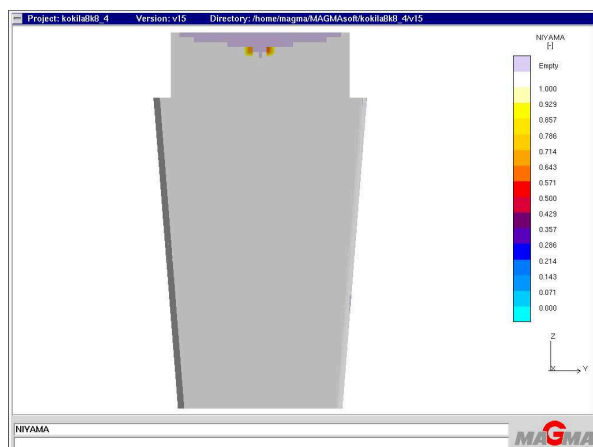 Project: kokila8k8_4 Version: v15 Directory: /home/magma/MAGMAsoft/kokila8k8_4/v15
NIYAMA
[-]
Empty
1.000
0.929
0.857
0.786
0.714
0.643
0.571
0.500
0.429
0.357
0.286
0.214
0.143
0.071
0.000
Z
X
Y
NIYAMA
MAGMA